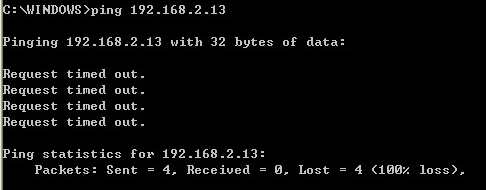 C:\WINDOWS>ping 192.168.2.13
Pinging 192.168.2.13 with 32 bytes of data:
Request timed out.
Request timed out.
Request timed out.
Request timed out.
Ping statistics for 192.168.2.13:
Packets: Sent = 4, Received = 0, Lost = 4 (100% loss),